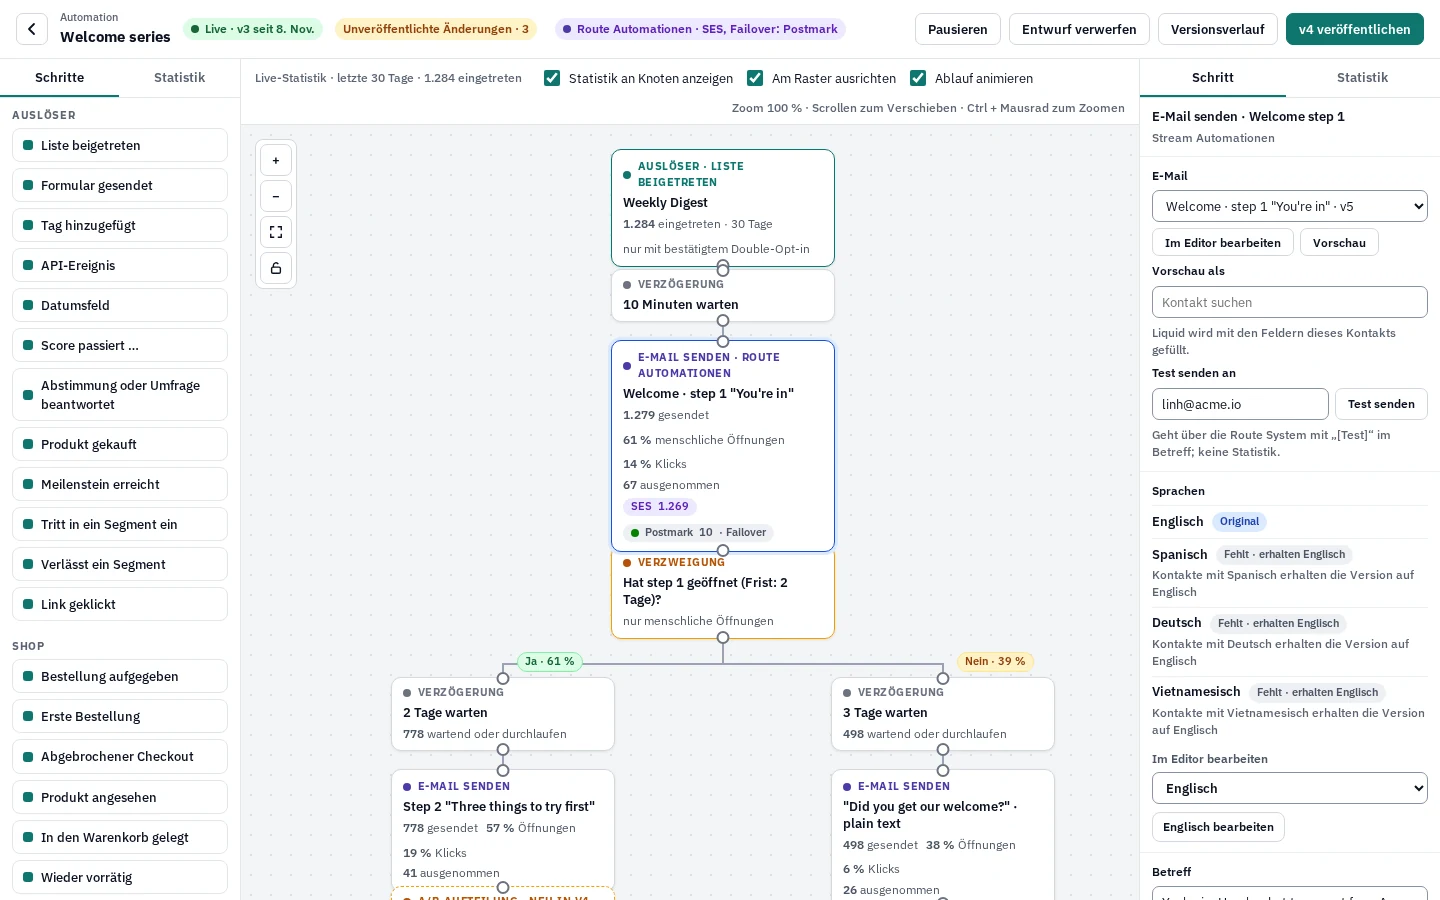 Automation
Welcome series
Live · v3 seit 8. Nov.
Unveröffentlichte Änderungen · 3
Route Automationen · SES, Failover: Postmark
Pausieren
Entwurf verwerfen
Versionsverlauf
v4 veröffentlichen
Schritte
Statistik
AUSLÖSER
Liste beigetreten
Formular gesendet
Tag hinzugefügt
API-Ereignis
Datumsfeld
Score passiert ...
Abstimmung oder Umfrage
beantwortet
Produkt gekauft
Meilenstein erreicht
Tritt in ein Segment ein
Verlässt ein Segment
Link geklickt
SHOP
Bestellung aufgegeben
Erste Bestellung
Abgebrochener Checkout
Produkt angesehen
In den Warenkorb gelegt
Wieder vorrätig
Live-Statistik · letzte 30 Tage · 1.284 eingetreten
Statistik an Knoten anzeigen
Am Raster ausrichten
Ablauf animieren
Zoom 100 % · Scrollen zum Verschieben · Ctrl + Mausrad zum Zoomen
AUSLÖSER · LISTE
BEIGETRETEN
Weekly Digest
1.284 eingetreten · 30 Tage
nur mit bestätigtem Double-Opt-in
VERZÖGERUNG
10 Minuten warten
E-MAIL SENDEN · ROUTE
AUTOMATIONEN
Welcome · step 1 "You're in"
1.279 gesendet
61 % menschliche Öffnungen
14 % Klicks
67 ausgenommen
SES 1.269
Postmark 10 · Failover
VERZWEIGUNG
Hat step 1 geöffnet (Frist: 2
Tage)?
nur menschliche Öffnungen
Ja · 61 %
Nein · 39 %
VERZÖGERUNG
2 Tage warten
778 wartend oder durchlaufen
VERZÖGERUNG
3 Tage warten
498 wartend oder durchlaufen
E-MAIL SENDEN
Step 2 "Three things to try first"
778 gesendet 57 % Öffnungen
19 % Klicks
41 ausgenommen
E-MAIL SENDEN
"Did you get our welcome?" ·
plain text
498 gesendet 38 % Öffnungen
6 % Klicks
26 ausgenommen
Schritt
Statistik
E-Mail senden · Welcome step 1
Stream Automationen
E-Mail
Welcome · step 1 "You're in" · v5
Im Editor bearbeiten
Vorschau
Vorschau als
Kontakt suchen
Liquid wird mit den Feldern dieses Kontakts
gefüllt.
Test senden an
linh@acme.io
Test senden
Geht über die Route System mit „[Test]“ im
Betreff; keine Statistik.
Sprachen
Englisch Original
Spanisch Fehlt · erhalten Englisch
Kontakte mit Spanisch erhalten die Version auf
Englisch
Deutsch Fehlt · erhalten Englisch
Kontakte mit Deutsch erhalten die Version auf
Englisch
Vietnamesisch Fehlt · erhalten Englisch
Kontakte mit Vietnamesisch erhalten die Version
auf Englisch
Im Editor bearbeiten
Englisch
Englisch bearbeiten
Betreff